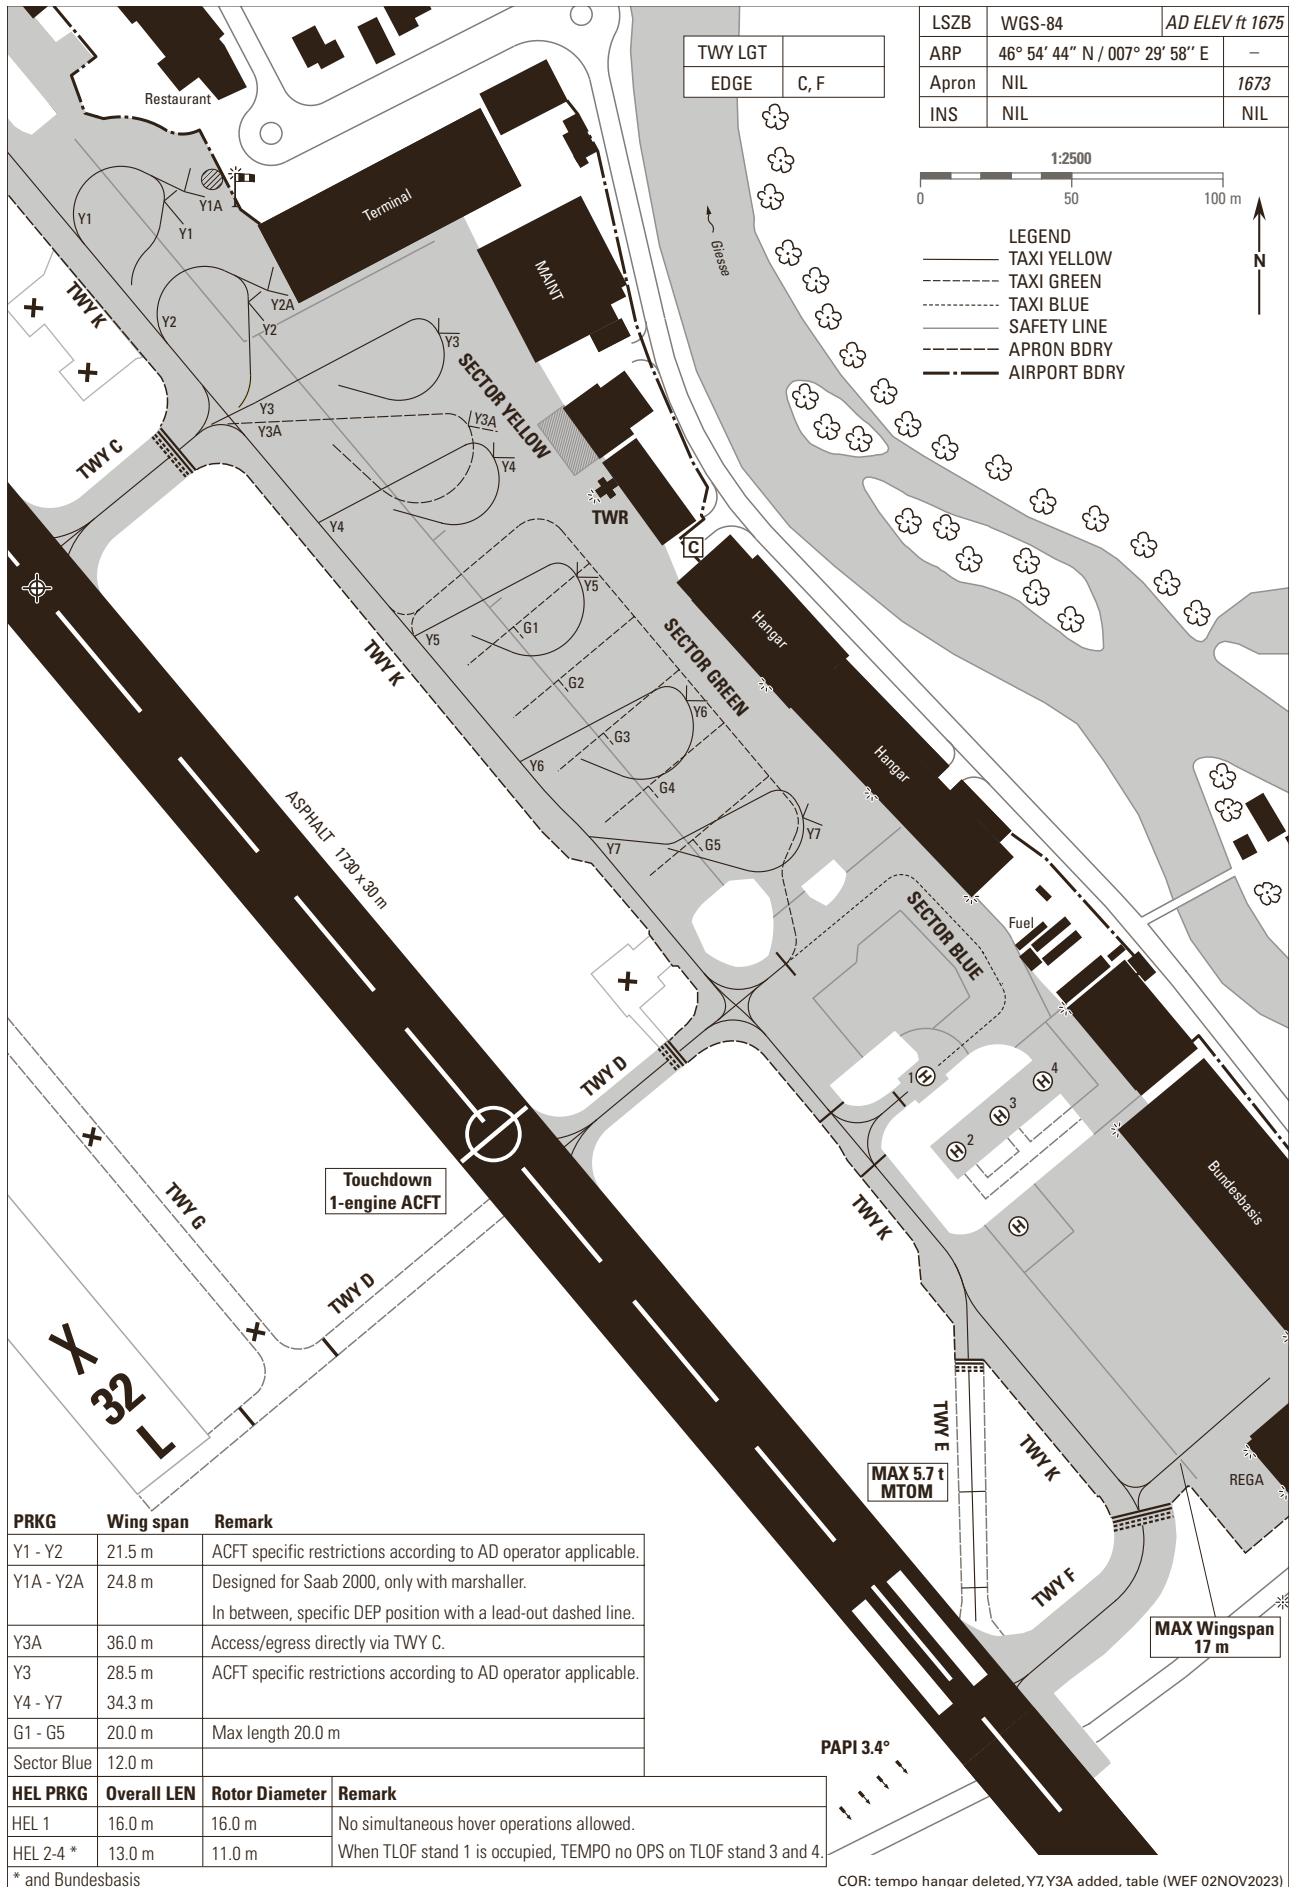 LSZB WGS-84 AD ELEV ft 1675
ARP 46° 54′ 44″ N / 007° 29′ 58′′ E –
Apron NIL 1673
INS NIL NIL
TWY LGT
EDGE C, F
1:2500
0 50 100 m
N
LEGEND
TAXI YELLOW
TAXI GREEN
TAXI BLUE
SAFETY LINE
APRON BDRY
AIRPORT BDRY
Restaurant
Terminal
MAINT
Giesse
Y1
Y1A
Y1
TWY K
Y2
Y2A
Y2
Y3
Y3
Y3A
Y3A
SECTOR YELLOW
Y4
Y4
TWY C
TWR
C
Y5
Y5
G1
Hangar
SECTOR GREEN
TWY K
G2
Y6
Y6
G3
Hangar
G4
ASPHALT 1730 x 30 m
Y7
Y7
G5
SECTOR BLUE
Fuel
TWY D
1 H
H 4
H 3
H 2
H
Bundesbasis
Touchdown
1-engine ACFT
TWY G
TWY D
TWY K
X
32
L
TWY E
TWY K
MAX 5.7 t
MTOM
REGA
TWY F
MAX Wingspan
17 m
PAPI 3.4°
PRKG Wing span Remark
Y1 - Y2 21.5 m ACFT specific restrictions according to AD operator applicable.
Y1A - Y2A 24.8 m Designed for Saab 2000, only with marshaller.
In between, specific DEP position with a lead-out dashed line.
Y3A 36.0 m Access/egress directly via TWY C.
Y3 28.5 m ACFT specific restrictions according to AD operator applicable.
Y4 - Y7 34.3 m
G1 - G5 20.0 m Max length 20.0 m
Sector Blue 12.0 m
HEL PRKG Overall LEN Rotor Diameter Remark
HEL 1 16.0 m 16.0 m No simultaneous hover operations allowed.
HEL 2-4 * 13.0 m 11.0 m When TLOF stand 1 is occupied, TEMPO no OPS on TLOF stand 3 and 4.
* and Bundesbasis
COR: tempo hangar deleted, Y7, Y3A added, table (WEF 02NOV2023)